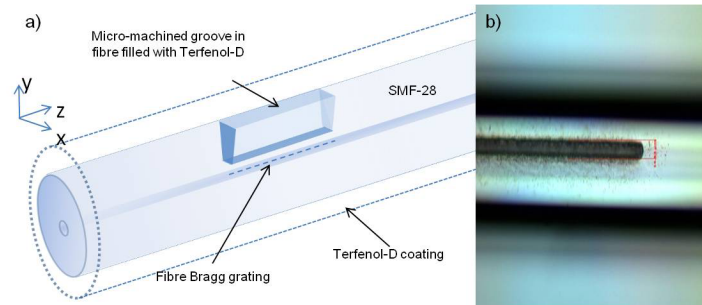 a)
Micro-machined groove in
fibre filled with Terfenol-D
SMF-28
y
z
x
Fibre Bragg grating
Terfenol-D coating
b)